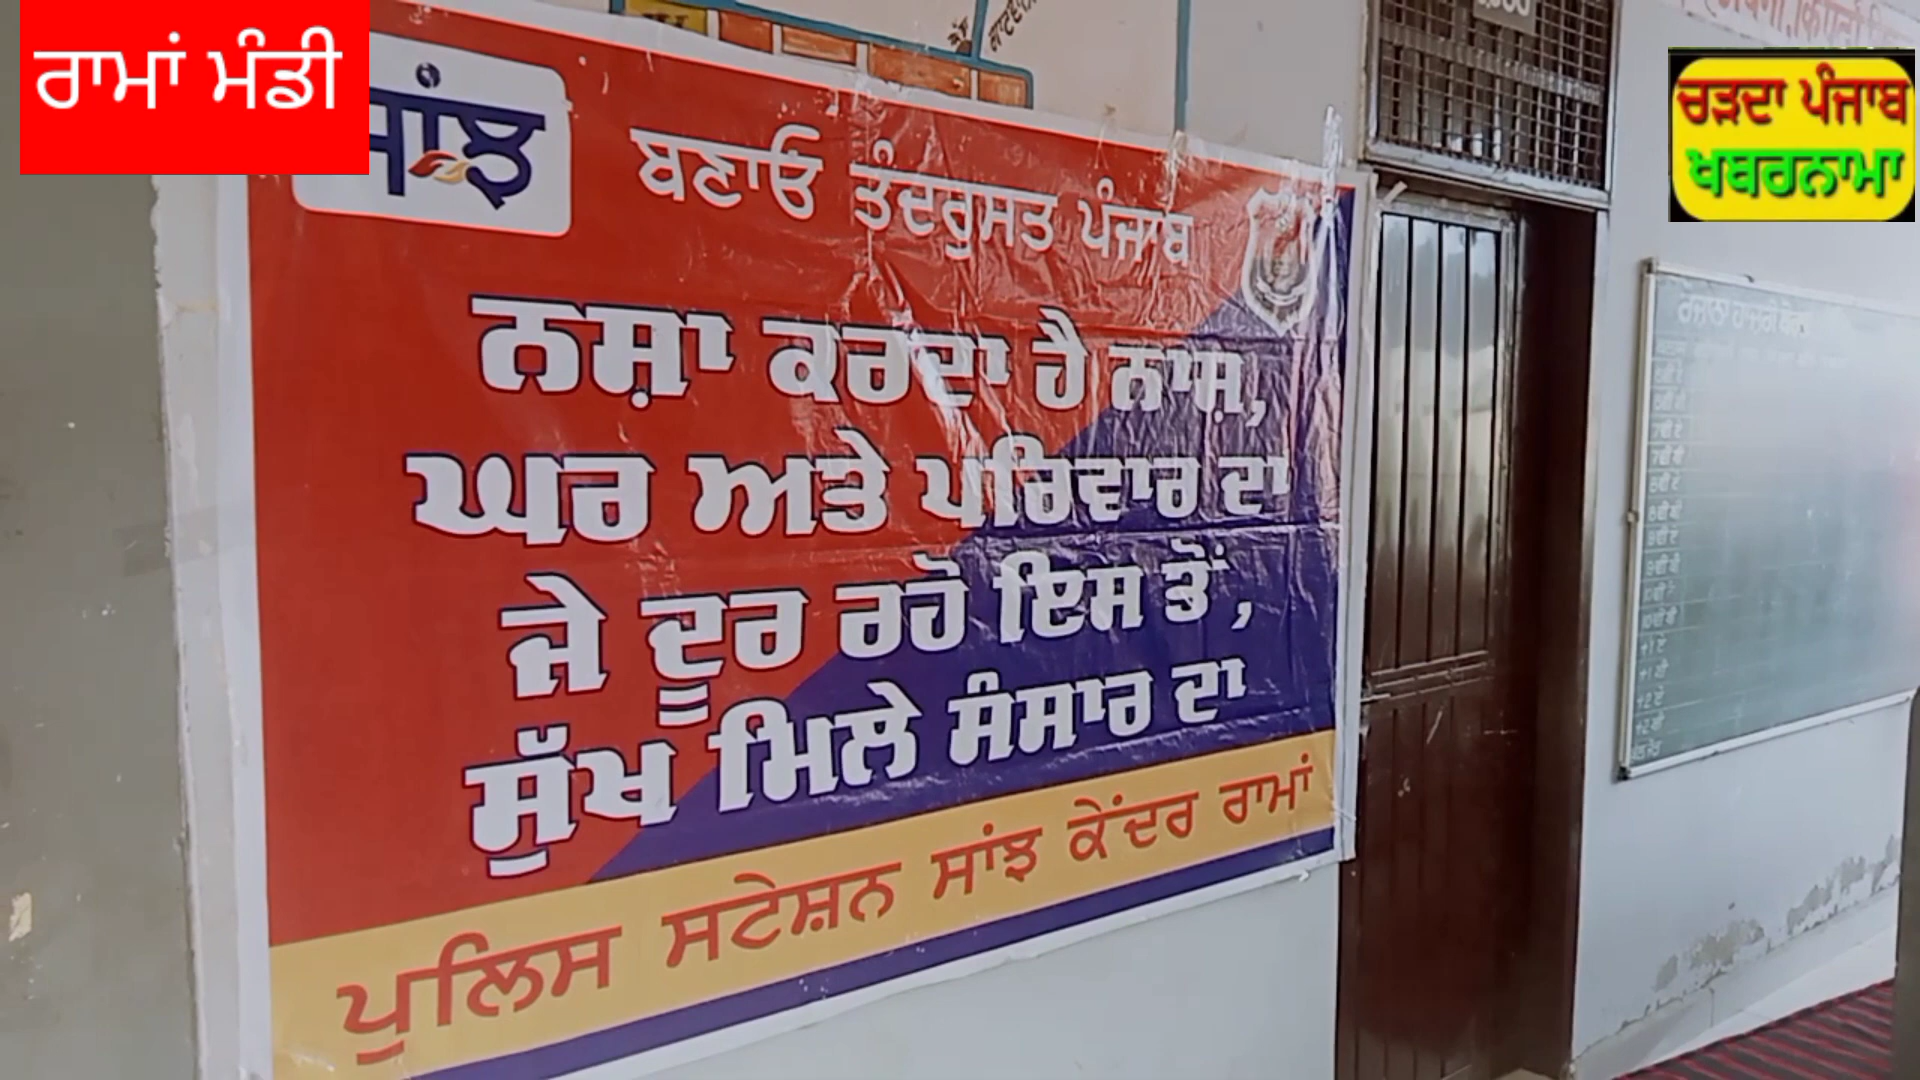 ਰਾਮਾਂ ਮੰਡੀ
ਚੜਦਾ ਪੰਜਾਬ
ਖਬਰਨਾਮਾ
ਸਾਂਝ
ਬਣਾਓ ਤੰਦਰੁਸਤ ਪੰਜਾਬ
ਨਸ਼ਾ ਕਰਦਾ ਹੈ ਨਾਸ਼,
ਘਰ ਅਤੇ ਪਰਿਵਾਰ ਦਾ
ਜੇ ਦੂਰ ਰਹੋ ਇਸ ਤੋਂ ,
ਸੁੱਖ ਮਿਲੇ ਸੰਸਾਰ ਦਾ
ਪੁਲਿਸ ਸਟੇਸ਼ਨ ਸਾਂਝ ਕੇਂਦਰ ਰਾਮਾਂ